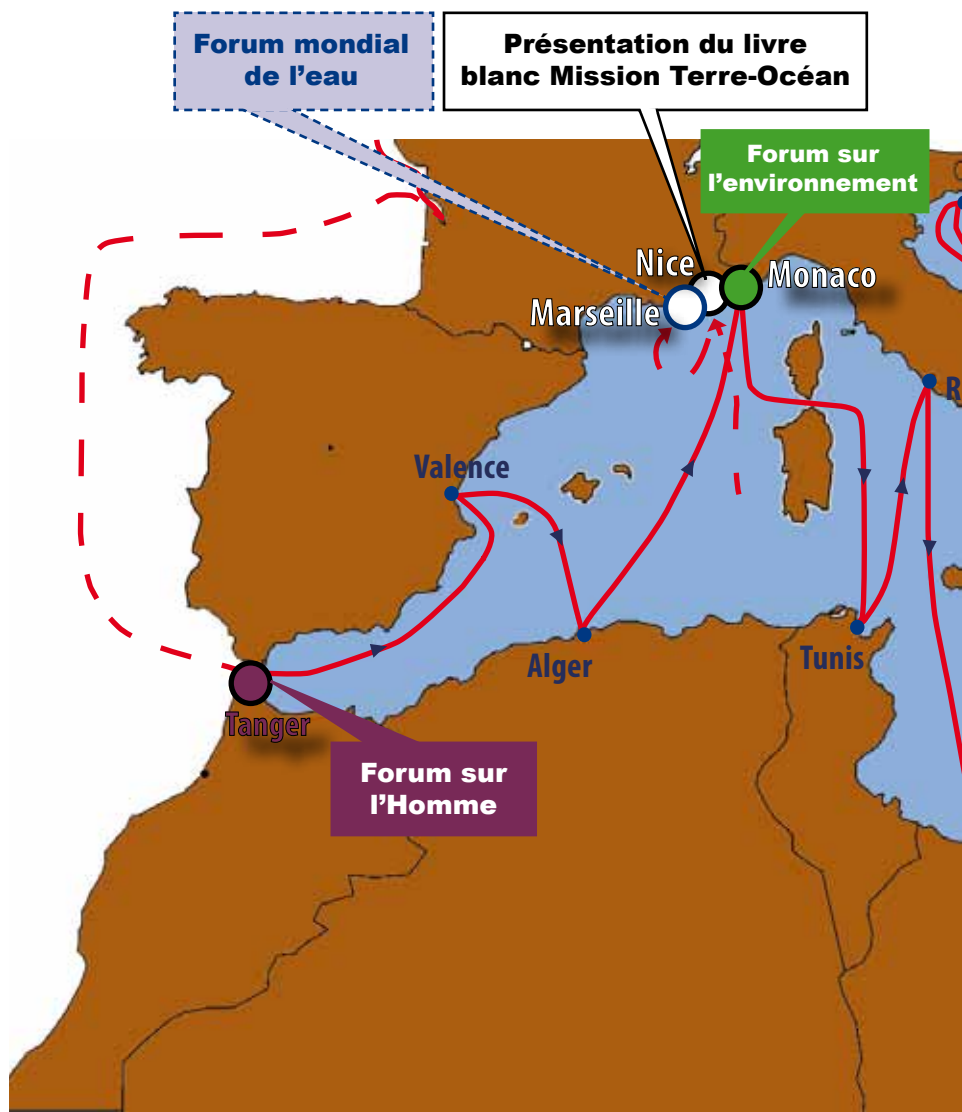 Forum mondial
de l’eau
Présentation du livre
blanc Mission Terre-Océan
Forum sur
l’environnement
Nice
Monaco
Marseille
Valence
Alger
Tunis
Tanger
Forum sur
l’Homme